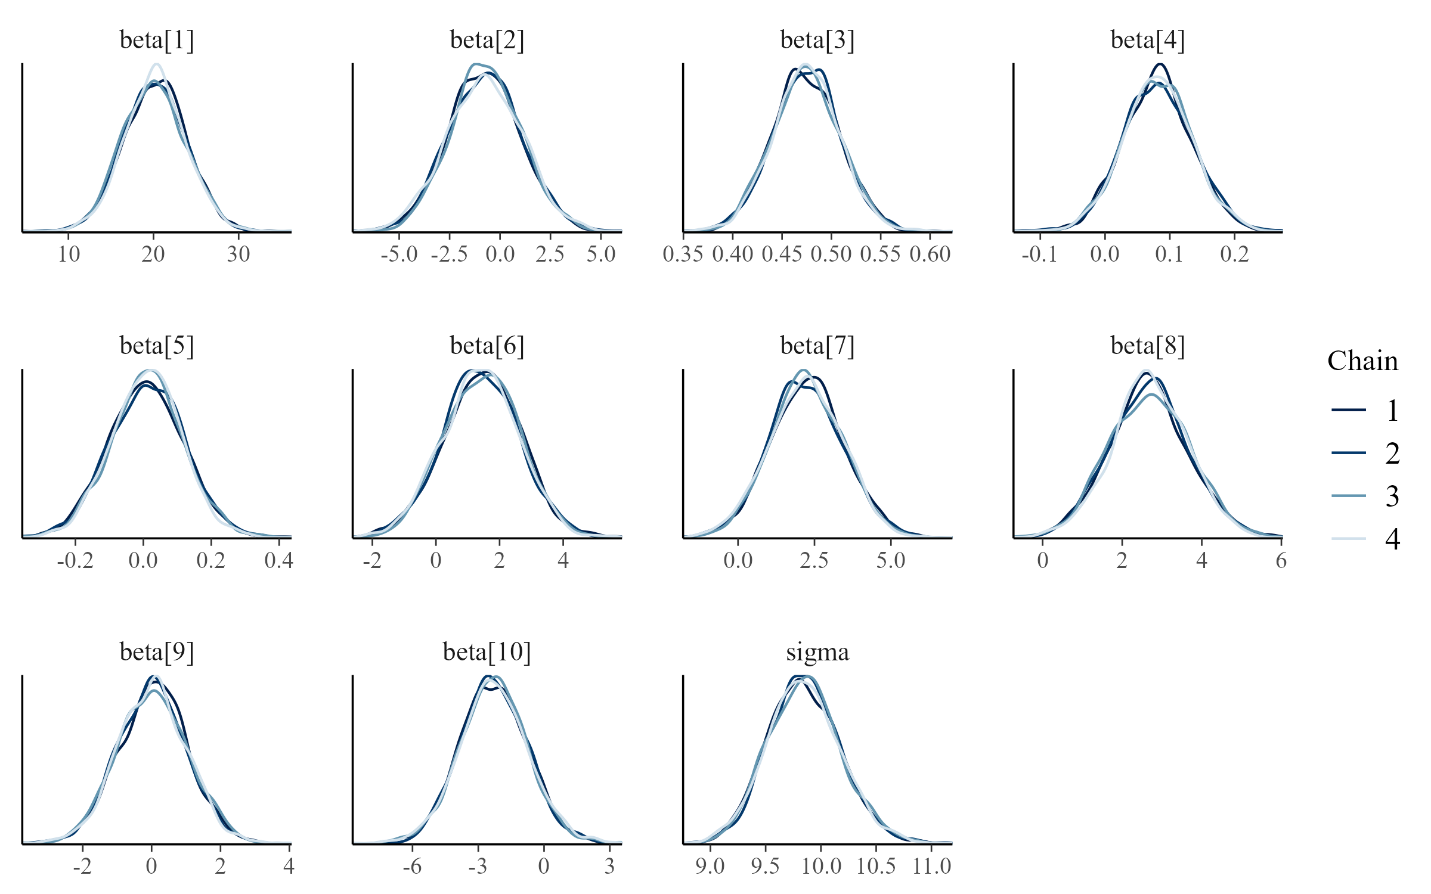 beta[1] beta[2] beta[3] beta[4]
10 20 30 -5.0 -2.5 0.0 2.5 5.0 0.35 0.40 0.45 0.50 0.55 0.60 -0.1 0.0 0.1 0.2
beta[5] beta[6] beta[7] beta[8]
-0.2 0.0 0.2 0.4 -2 0 2 4 0.0 2.5 5.0 0 2 4 6
Chain
1
2
3
4
beta[9] beta[10] sigma
-2 0 2 4 -6 -3 0 3 9.0 9.5 10.0 10.5 11.0